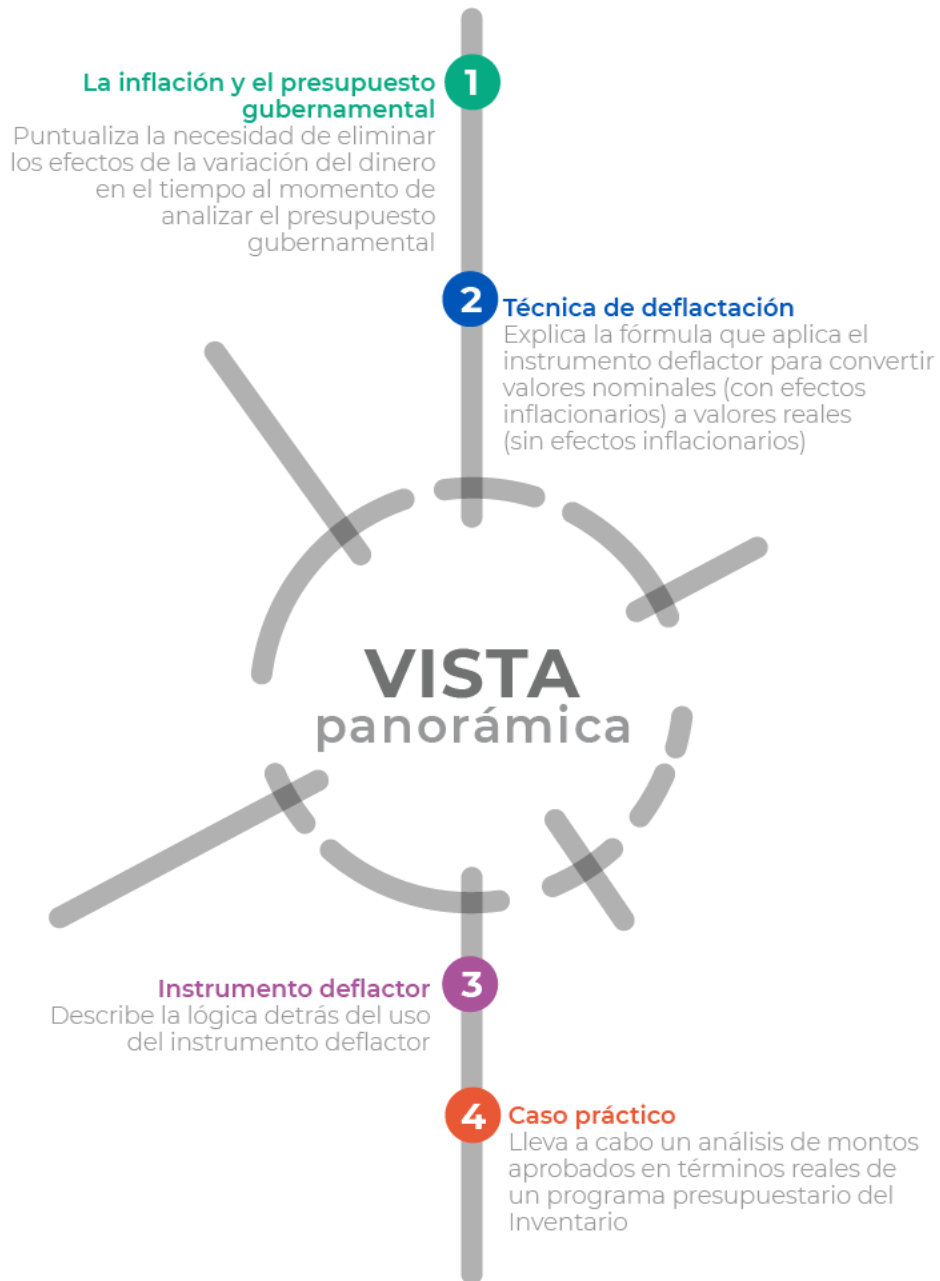 1
La inflación y el presupuesto
gubernamental
Puntualiza la necesidad de eliminar
los efectos de la variación del dinero
en el tiempo al momento de
analizar el presupuesto
gubernamental
2
Técnica de deflactación
Explica la fórmula que aplica el
instrumento deflactor para convertir
valores nominales (con efectos
inflacionarios) a valores reales
(sin efectos inflacionarios)
VISTA
panorámica
3
Instrumento deflactor
Describe la lógica detrás del uso
del instrumento deflactor
4
Caso práctico
Lleva a cabo un análisis de montos
aprobados en términos reales de
un programa presupuestario del
Inventario